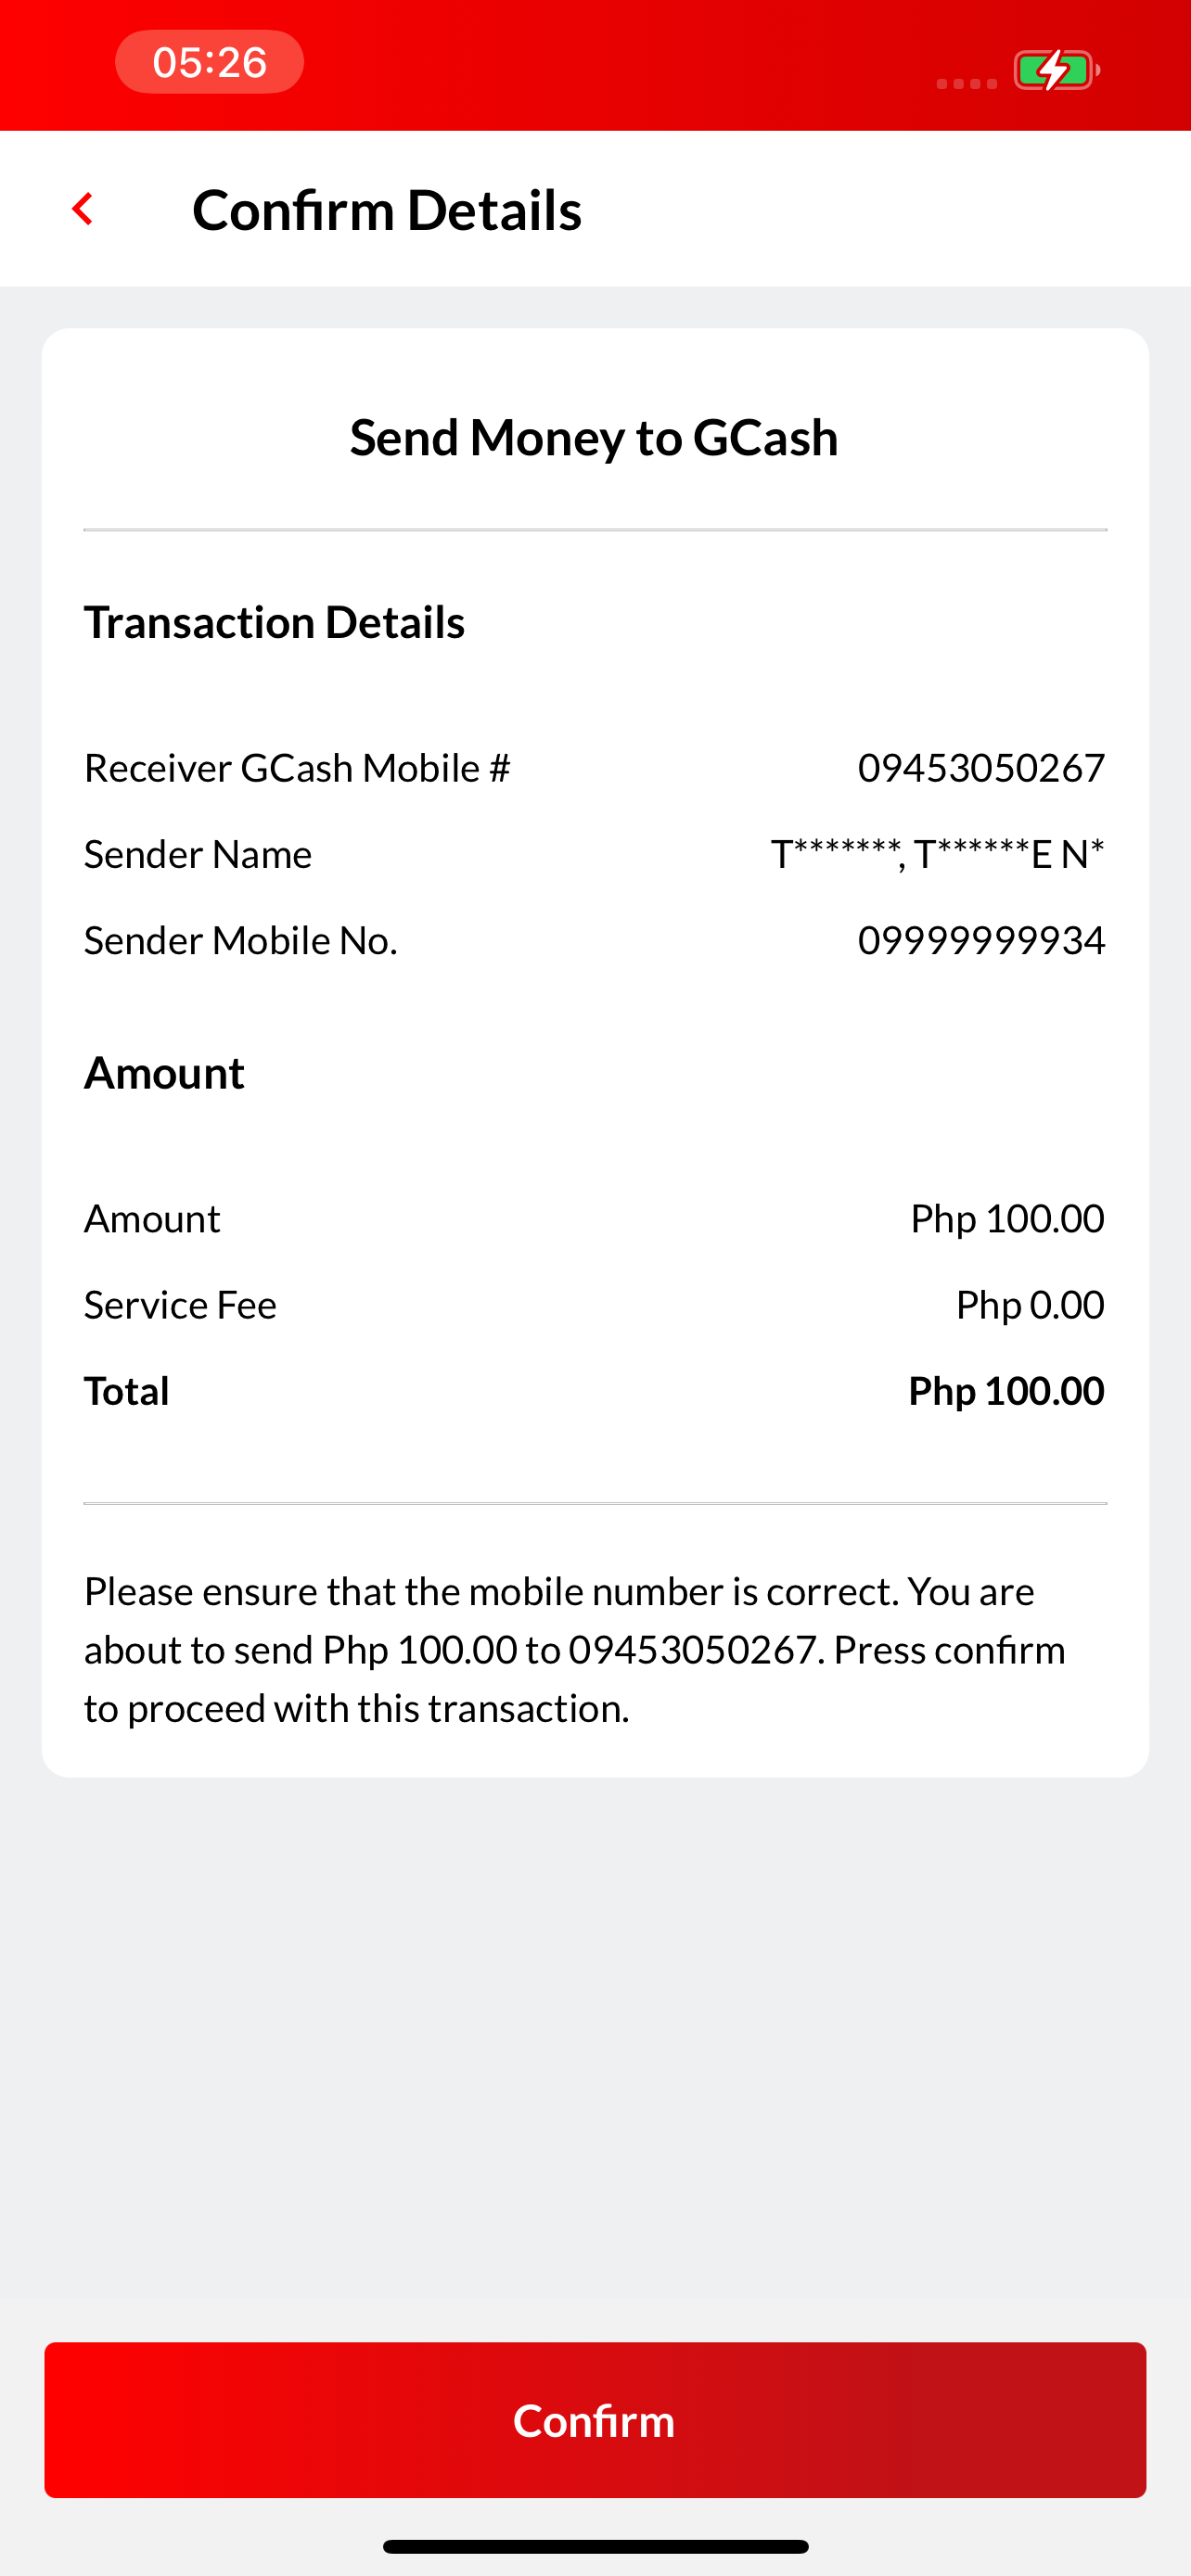 05:26
Confirm Details
Send Money to GCash
Transaction Details
Receiver GCash Mobile # 09453050267
Sender Name T*******, T******E N*
Sender Mobile No. 09999999934
Amount
Amount Php 100.00
Service Fee Php 0.00
Total Php 100.00
Please ensure that the mobile number is correct. You are
about to send Php 100.00 to 09453050267. Press confirm
to proceed with this transaction.
Confirm